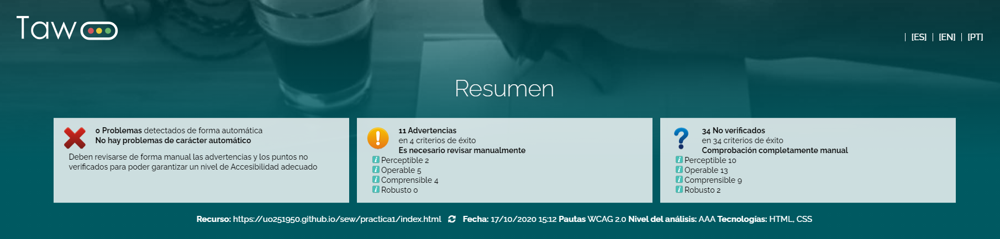 Taw
[ES] [EN] [PT]
Resumen
0 Problemas detectados de forma automática
No hay problemas de carácter automático
Deben revisarse de forma manual las advertencias y los puntos no
verificados para poder garantizar un nivel de Accesibilidad adecuado
11 Advertencias
en 4 criterios de éxito
Es necesario revisar manualmente
Perceptible 2
Operable 5
Comprensible 4
Robusto 0
34 No verificados
en 34 criterios de éxito
Comprobación completamente manual
Perceptible 10
Operable 13
Comprensible 9
Robusto 2
Recurso: https://uo251950.github.io/sew/practica1/index.html Fecha: 17/10/2020 15:12 Pautas WCAG 2.0 Nivel del análisis: AAA Tecnologías: HTML, CSS